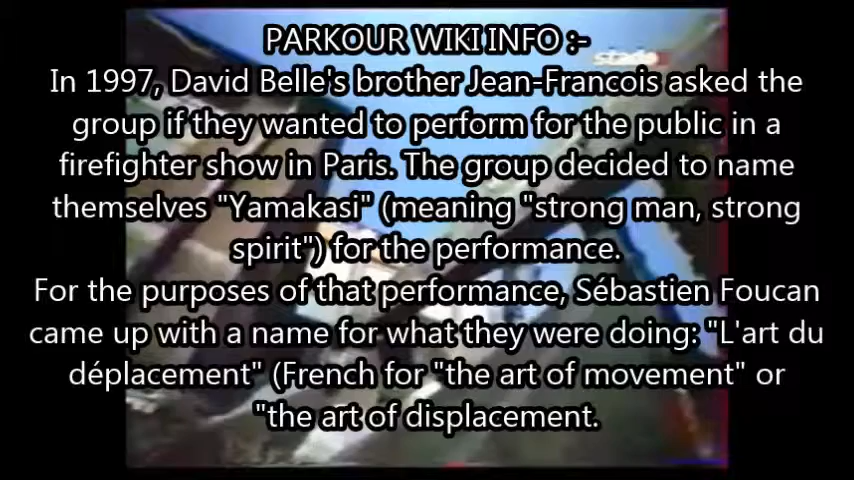 PARKOUR WIKI INFO :-
stade
In 1997, David Belle's brother Jean-Francois asked the
group if they wanted to perform for the public in a
firefighter show in Paris. The group decided to name
themselves "Yamakasi" (meaning "strong man, strong
spirit") for the performance.
For the purposes of that performance, Sébastien Foucan
came up with a name for what they were doing: "L'art du
déplacement" (French for "the art of movement" or
"the art of displacement.